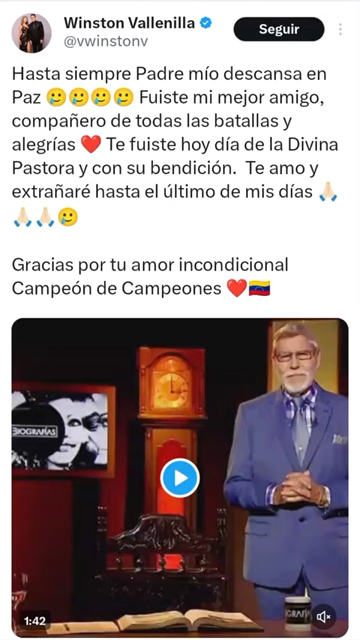 Winston Vallenilla
@vwinstonv
Seguir
Hasta siempre Padre mío descansa en
Paz 🥲🥲🥲🥲 Fuiste mi mejor amigo,
compañero de todas las batallas y
alegrías ❤️ Te fuiste hoy día de la Divina
Pastora y con su bendición. Te amo y
extrañaré hasta el último de mis días 🙏🏻
🙏🏻🙏🏻🥲
Gracias por tu amor incondicional
Campeón de Campeones ❤️🇻🇪
BIOGRAFÍAS
1:42